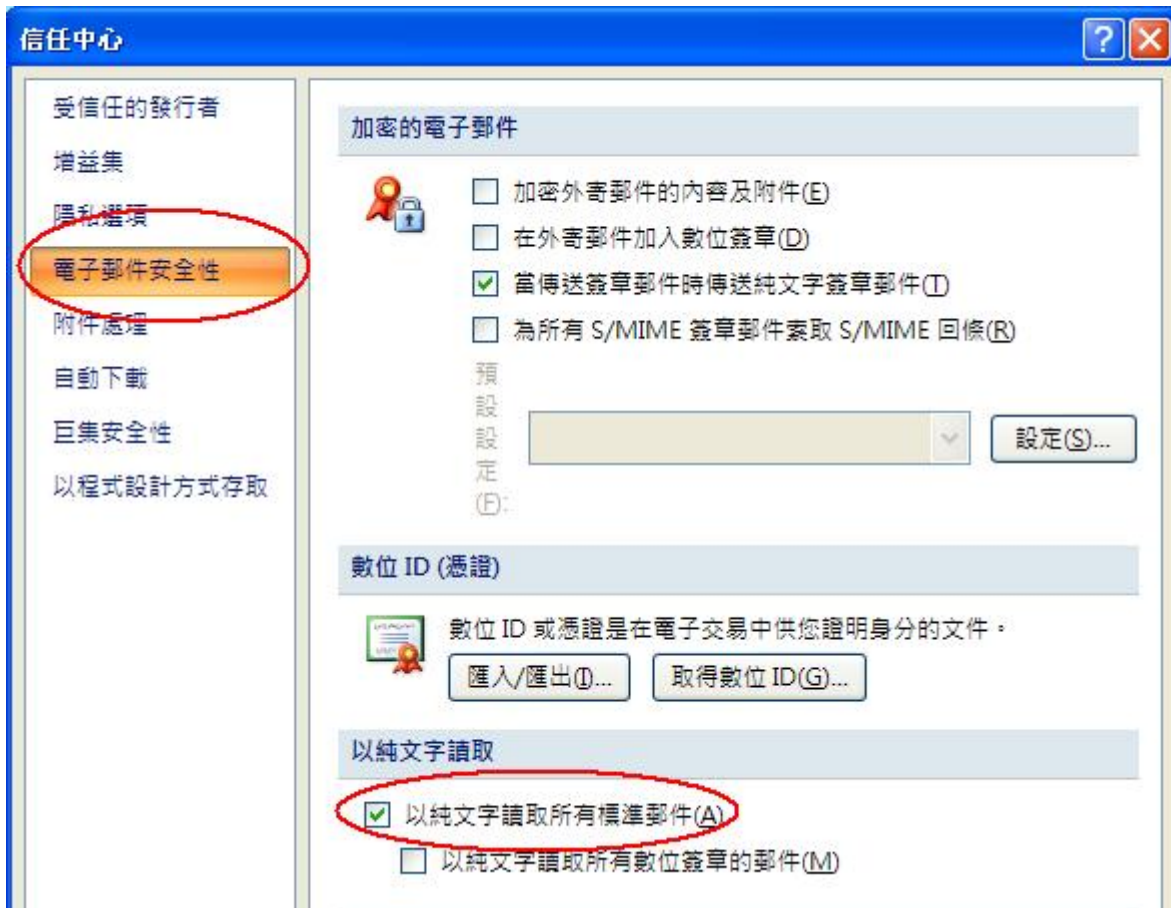 信任中心
受信任的發行者
增益集
隱私選項
電子郵件安全性
附件處理
自動下載
巨集安全性
以程式設計方式存取
加密的電子郵件
加密外寄郵件的內容及附件(E)
在外寄郵件加入數位簽章(D)
當傳送簽章郵件時傳送純文字簽章郵件(T)
為所有 S/MIME 簽章郵件索取 S/MIME 回條(R)
預
設
設
定
(F):
設定(S)...
數位 ID (憑證)
數位 ID 或憑證是在電子交易中供您證明身分的文件。
匯入/匯出(I)...
取得數位 ID(G)...
以純文字讀取
以純文字讀取所有標準郵件(A)
以純文字讀取所有數位簽章的郵件(M)